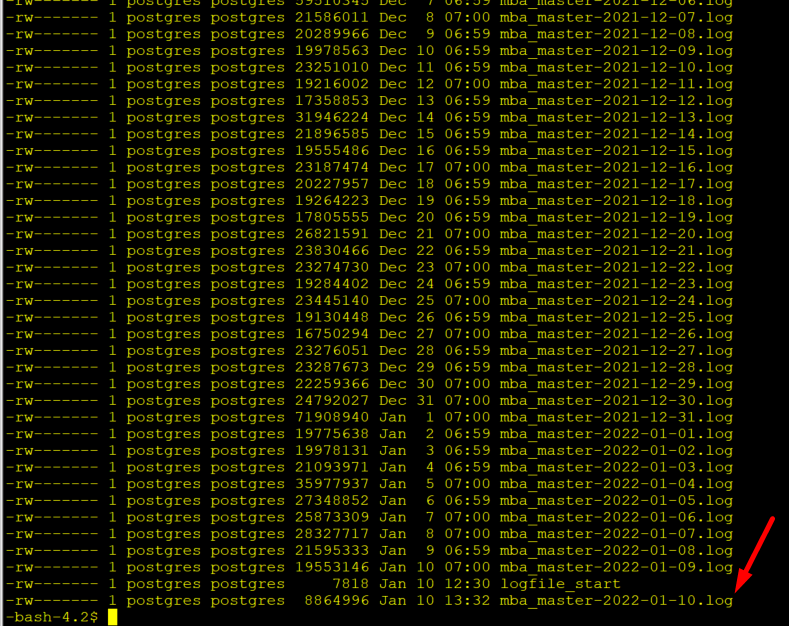 -rw------- 1 postgres postgres 39510345 Dec  7 06:59 mba_master-2021-12-06.log
-rw------- 1 postgres postgres 21586011 Dec  8 07:00 mba_master-2021-12-07.log
-rw------- 1 postgres postgres 20289966 Dec  9 06:59 mba_master-2021-12-08.log
-rw------- 1 postgres postgres 19978563 Dec 10 06:59 mba_master-2021-12-09.log
-rw------- 1 postgres postgres 23251010 Dec 11 06:59 mba_master-2021-12-10.log
-rw------- 1 postgres postgres 19216002 Dec 12 07:00 mba_master-2021-12-11.log
-rw------- 1 postgres postgres 17358853 Dec 13 06:59 mba_master-2021-12-12.log
-rw------- 1 postgres postgres 31946224 Dec 14 06:59 mba_master-2021-12-13.log
-rw------- 1 postgres postgres 21896585 Dec 15 06:59 mba_master-2021-12-14.log
-rw------- 1 postgres postgres 19555486 Dec 16 06:59 mba_master-2021-12-15.log
-rw------- 1 postgres postgres 23187474 Dec 17 07:00 mba_master-2021-12-16.log
-rw------- 1 postgres postgres 20227957 Dec 18 06:59 mba_master-2021-12-17.log
-rw------- 1 postgres postgres 19264223 Dec 19 06:59 mba_master-2021-12-18.log
-rw------- 1 postgres postgres 17805555 Dec 20 06:59 mba_master-2021-12-19.log
-rw------- 1 postgres postgres 26821591 Dec 21 07:00 mba_master-2021-12-20.log
-rw------- 1 postgres postgres 23830466 Dec 22 06:59 mba_master-2021-12-21.log
-rw------- 1 postgres postgres 23274730 Dec 23 07:00 mba_master-2021-12-22.log
-rw------- 1 postgres postgres 19284402 Dec 24 06:59 mba_master-2021-12-23.log
-rw------- 1 postgres postgres 23445140 Dec 25 07:00 mba_master-2021-12-24.log
-rw------- 1 postgres postgres 19130448 Dec 26 06:59 mba_master-2021-12-25.log
-rw------- 1 postgres postgres 16750294 Dec 27 07:00 mba_master-2021-12-26.log
-rw------- 1 postgres postgres 23276051 Dec 28 06:59 mba_master-2021-12-27.log
-rw------- 1 postgres postgres 23287673 Dec 29 06:59 mba_master-2021-12-28.log
-rw------- 1 postgres postgres 22259366 Dec 30 07:00 mba_master-2021-12-29.log
-rw------- 1 postgres postgres 24792027 Dec 31 07:00 mba_master-2021-12-30.log
-rw------- 1 postgres postgres 71908940 Jan  1 07:00 mba_master-2021-12-31.log
-rw------- 1 postgres postgres 19775638 Jan  2 06:59 mba_master-2022-01-01.log
-rw------- 1 postgres postgres 19978131 Jan  3 06:59 mba_master-2022-01-02.log
-rw------- 1 postgres postgres 21093971 Jan  4 06:59 mba_master-2022-01-03.log
-rw------- 1 postgres postgres 35977937 Jan  5 07:00 mba_master-2022-01-04.log
-rw------- 1 postgres postgres 27348852 Jan  6 06:59 mba_master-2022-01-05.log
-rw------- 1 postgres postgres 25873309 Jan  7 07:00 mba_master-2022-01-06.log
-rw------- 1 postgres postgres 28327717 Jan  8 07:00 mba_master-2022-01-07.log
-rw------- 1 postgres postgres 21595333 Jan  9 06:59 mba_master-2022-01-08.log
-rw------- 1 postgres postgres 19553146 Jan 10 07:00 mba_master-2022-01-09.log
-rw------- 1 postgres postgres     7818 Jan 10 12:30 logfile_start
-rw------- 1 postgres postgres  8864996 Jan 10 13:32 mba_master-2022-01-10.log
-bash-4.2$